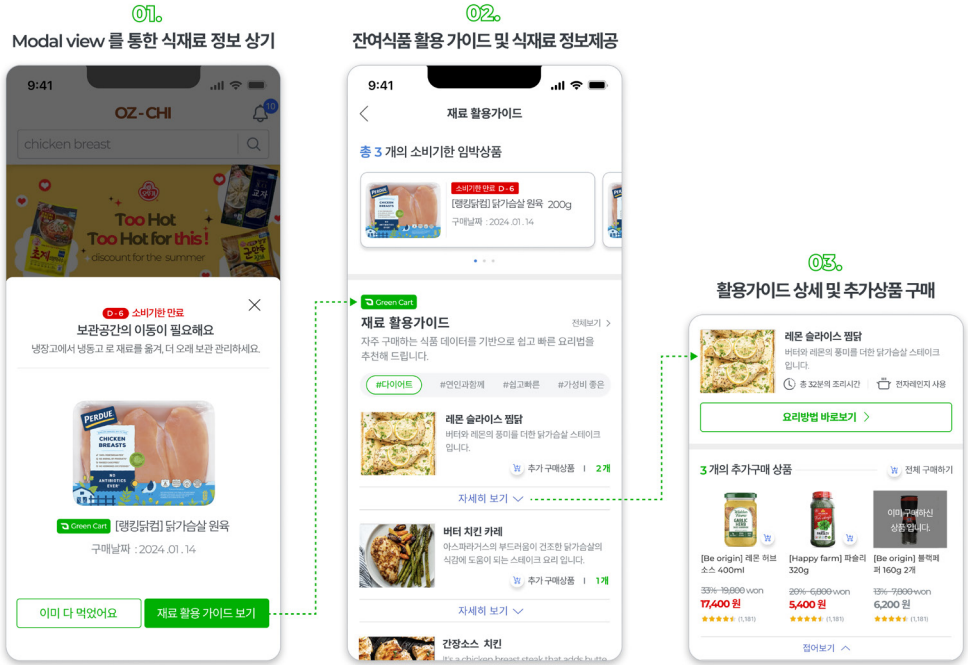 01.
Modal view 를 통한 식재료 정보 상기
9:41
OZ-CHI
10
chicken breast
Too Hot
Too Hot for this!
discount for the summer
교자
초자
군만두
D-6 소비기한 만료
보관공간의 이동이 필요해요
냉장고에서 냉동고 로 재료를 옮겨, 더 오래 보관 관리하세요.
PERDUE
CHICKEN
BREASTS
NO
ANTIBIOTICS
EVER
Green Cart [랭킹닭컴] 닭가슴살 원육
구매날짜 : 2024 .01 . 14
이미 다 먹었어요
재료 활용 가이드 보기
02.
잔여식품 활용 가이드 및 식재료 정보제공
9:41
재료 활용가이드
총 3 개의 소비기한 임박상품
소비기한 만료 D-6
[랭킹닭컴] 닭가슴살 원육 200g
구매날짜 : 2024 .01 . 14
PERDUE
Green Cart
재료 활용가이드
전체보기 >
자주 구매하는 식품 데이터를 기반으로 쉽고 빠른 요리법을
추천해 드립니다.
#다이어트
#연인과함께
#쉽고빠른
#가성비 좋은
레몬 슬라이스 찜닭
버터와 레몬의 풍미를 더한 닭가슴살 스테이크
입니다.
추가 구매상품 | 2개
자세히 보기
버터 치킨 카레
아스파라거스의 부드러움이 건조한 닭가슴살의
식감에 도움이 되는 스테이크 요리 입니다.
추가 구매상품 | 1개
자세히 보기
간장소스 치킨
It's a chicken breast steak that adds butte
03.
활용가이드 상세 및 추가상품 구매
레몬 슬라이스 찜닭
버터와 레몬의 풍미를 더한 닭가슴살 스테이크
입니다.
총 32분의 조리시간
전자레인지 사용
요리방법 바로보기 >
3 개의 추가구매 상품
전체 구매하기
GARLIC
HERB
이미 구매하신
상품입니다.
[Be origin] 레몬 허브
소스 400ml
33% 19,800 won
17,400 원
(1,181)
[Happy farm] 파슬리
320g
20% 6,800 won
5,400 원
(1,181)
[Be origin] 블랙페
퍼 160g 2개
13% 7,800 won
6,200 원
(1,181)
접어보기